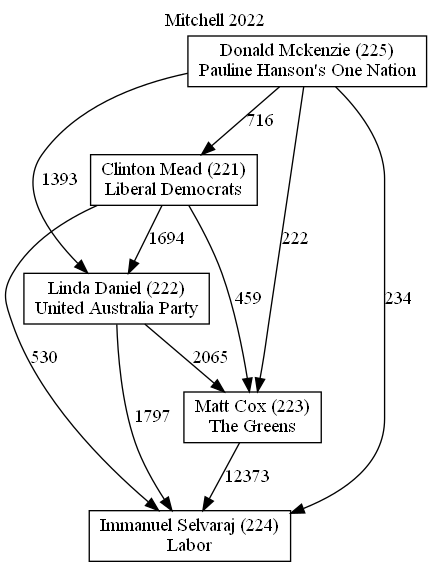 Mitchell 2022
Donald Mckenzie (225)
Pauline Hanson's One Nation
716
Clinton Mead (221)
Liberal Democrats
1393
1694
222
Linda Daniel (222)
United Australia Party
459
234
530
2065
Matt Cox (223)
The Greens
1797
12373
Immanuel Selvaraj (224)
Labor